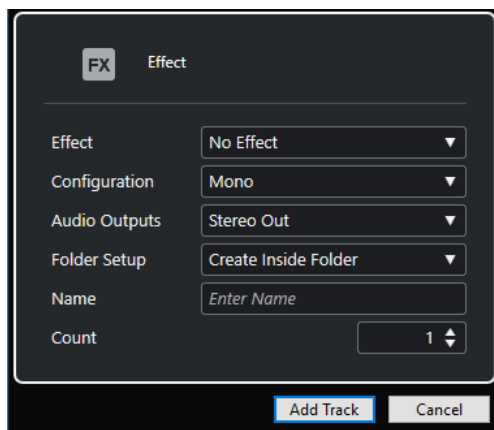 FX Effect
Effect No Effect
Configuration Mono
Audio Outputs Stereo Out
Folder Setup Create Inside Folder
Name Enter Name
Count 1
Add Track Cancel